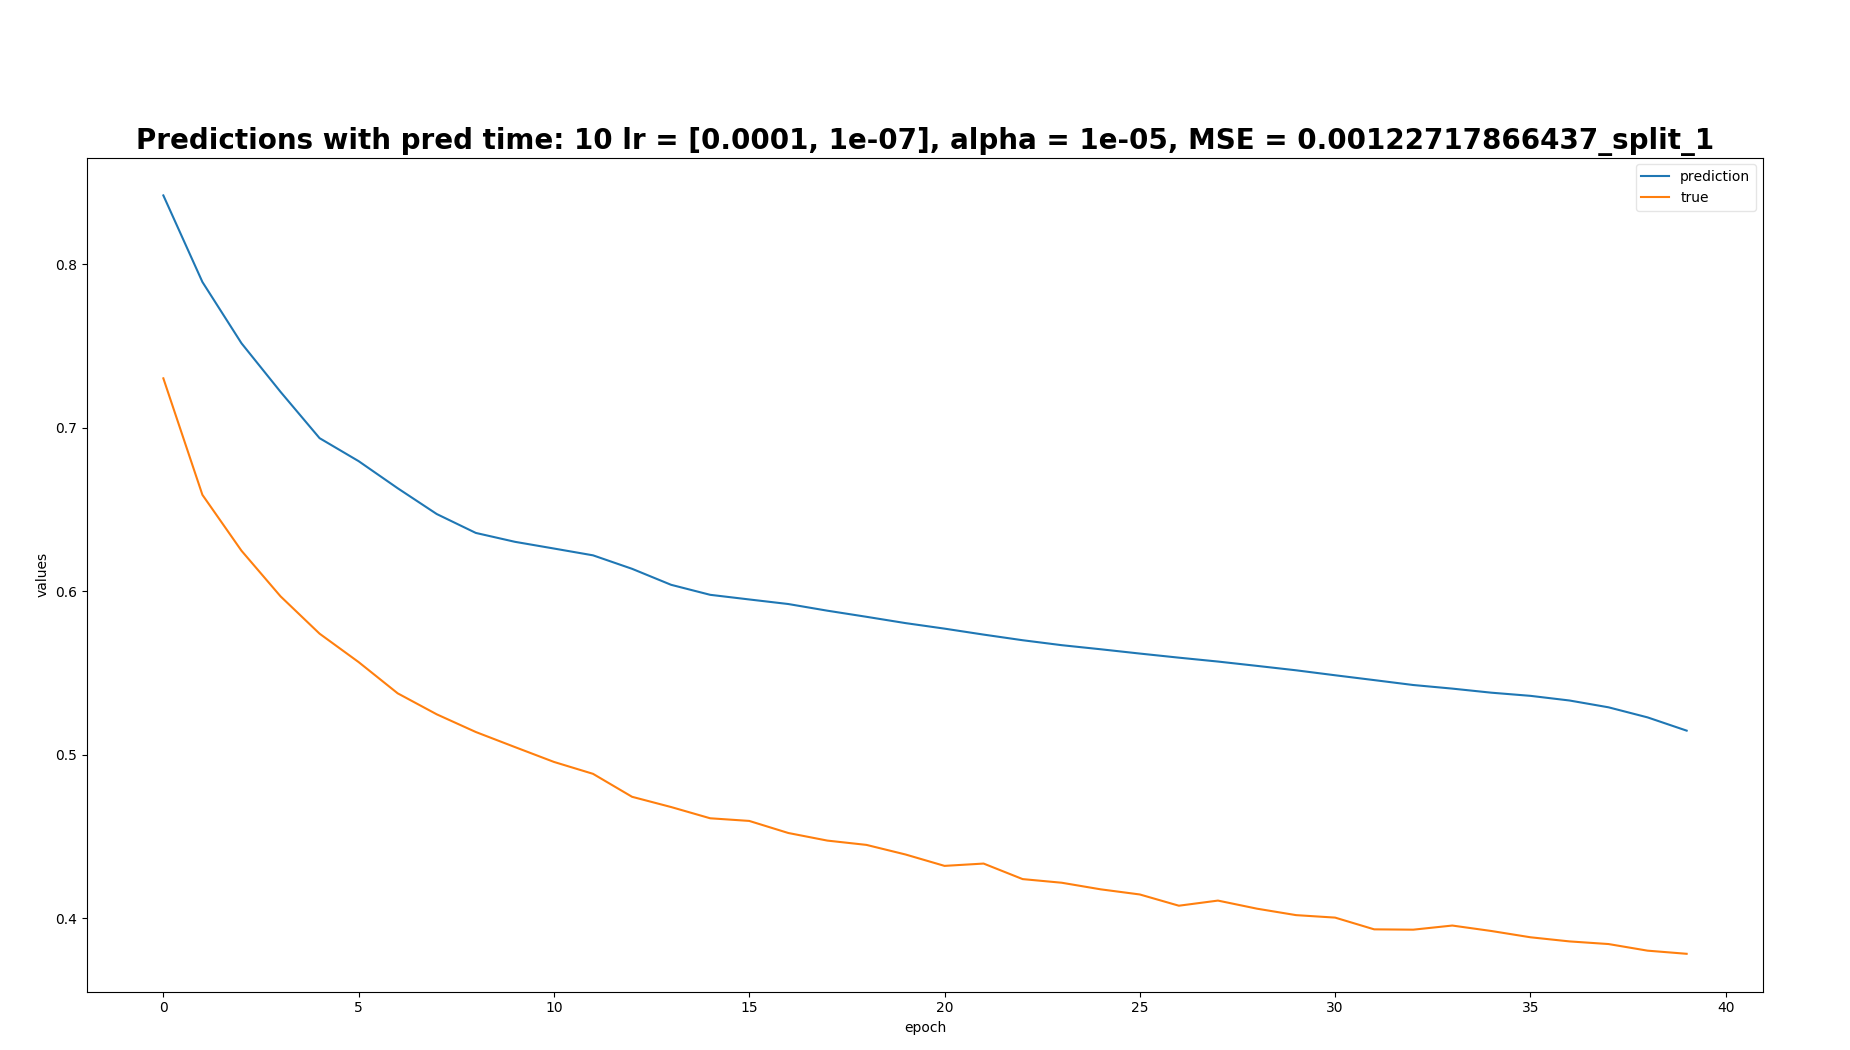 Predictions with pred time: 10 lr = [0.0001, 1e-07], alpha = 1e-05, MSE = 0.00122717866437_split_1
prediction
true
0.8
0.7
0.6
0.5
0.4
values
0 5 10 15 20 25 30 35 40
epoch